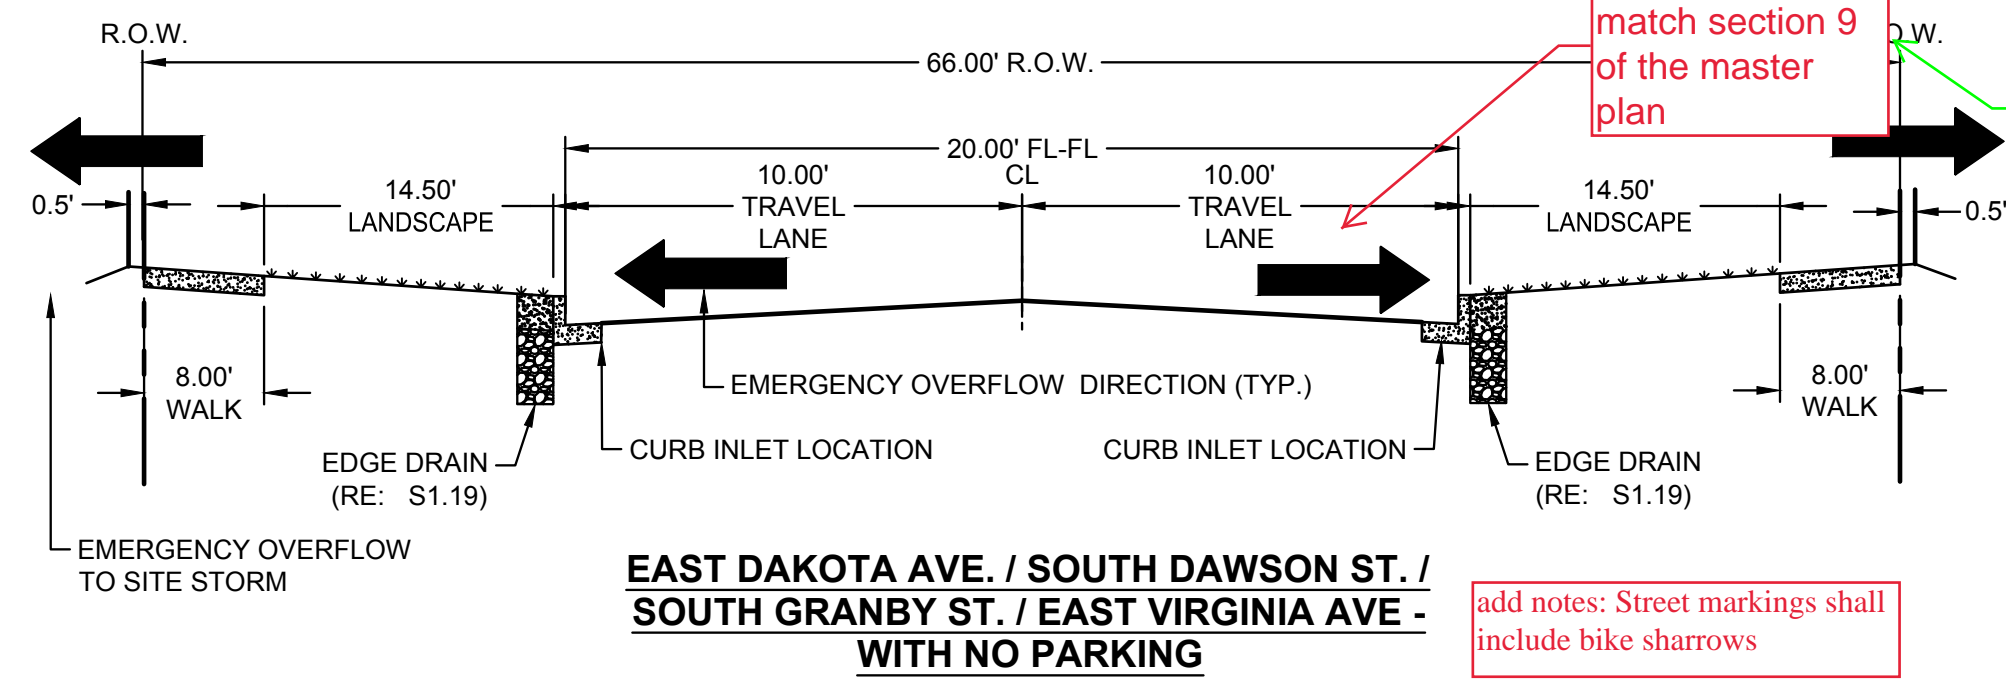 R.O.W.
66.00' R.O.W.
match section 9
of the master
plan
O.W.
20.00' FL-FL
CL
0.5'
14.50'
LANDSCAPE
10.00'
TRAVEL
LANE
10.00'
TRAVEL
LANE
14.50'
LANDSCAPE
0.5'
8.00'
WALK
EMERGENCY OVERFLOW DIRECTION (TYP.)
8.00'
WALK
CURB INLET LOCATION
CURB INLET LOCATION
EDGE DRAIN
(RE: S1.19)
EDGE DRAIN
(RE: S1.19)
EMERGENCY OVERFLOW
TO SITE STORM
EAST DAKOTA AVE. / SOUTH DAWSON ST. /
SOUTH GRANBY ST. / EAST VIRGINIA AVE -
WITH NO PARKING
add notes: Street markings shall
include bike sharrows